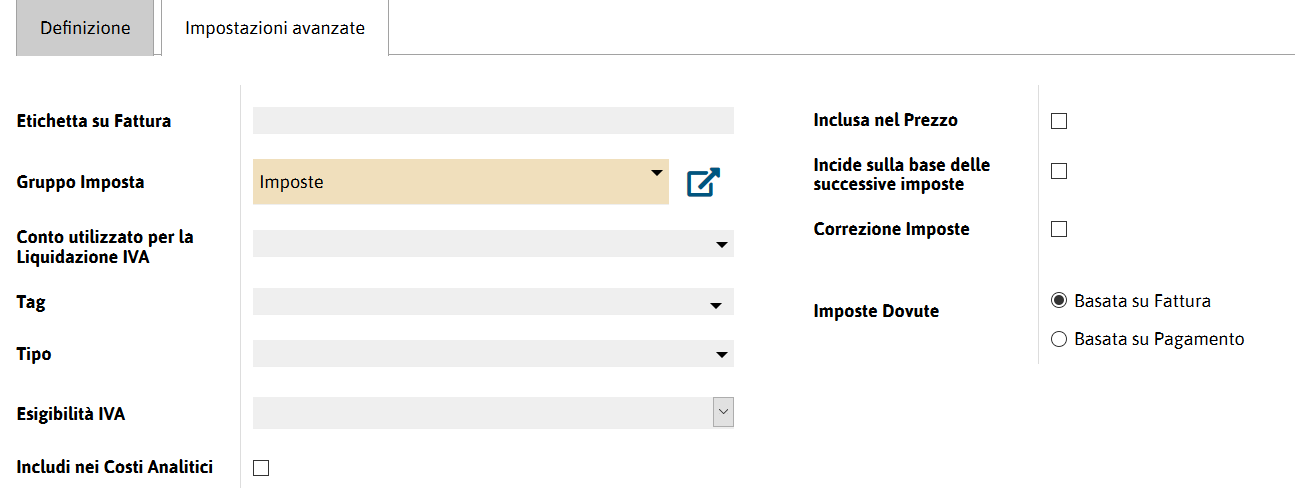 Definizione
Impostazioni avanzate
Etichetta su Fattura
Gruppo Imposta
Imposte
Conto utilizzato per la
Liquidazione IVA
Tag
Tipo
Esigibilità IVA
Includi nei Costi Analitici
Inclusa nel Prezzo
Incide sulla base delle
successive imposte
Correzione Imposte
Imposte Dovute
Basata su Fattura
Basata su Pagamento